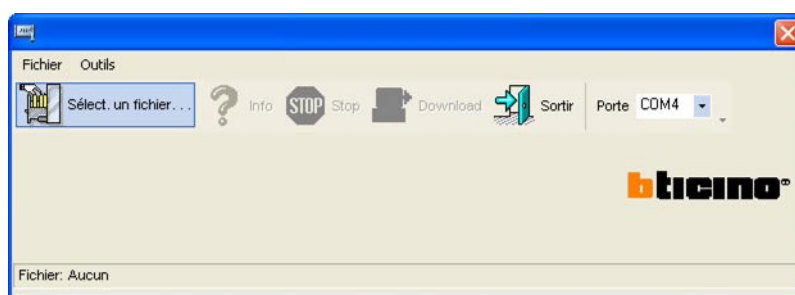 Fichier Outils
Sélect. un fichier. . . Info STOP Stop Download Sortir Porte COM4
bticino®
Fichier: Aucun